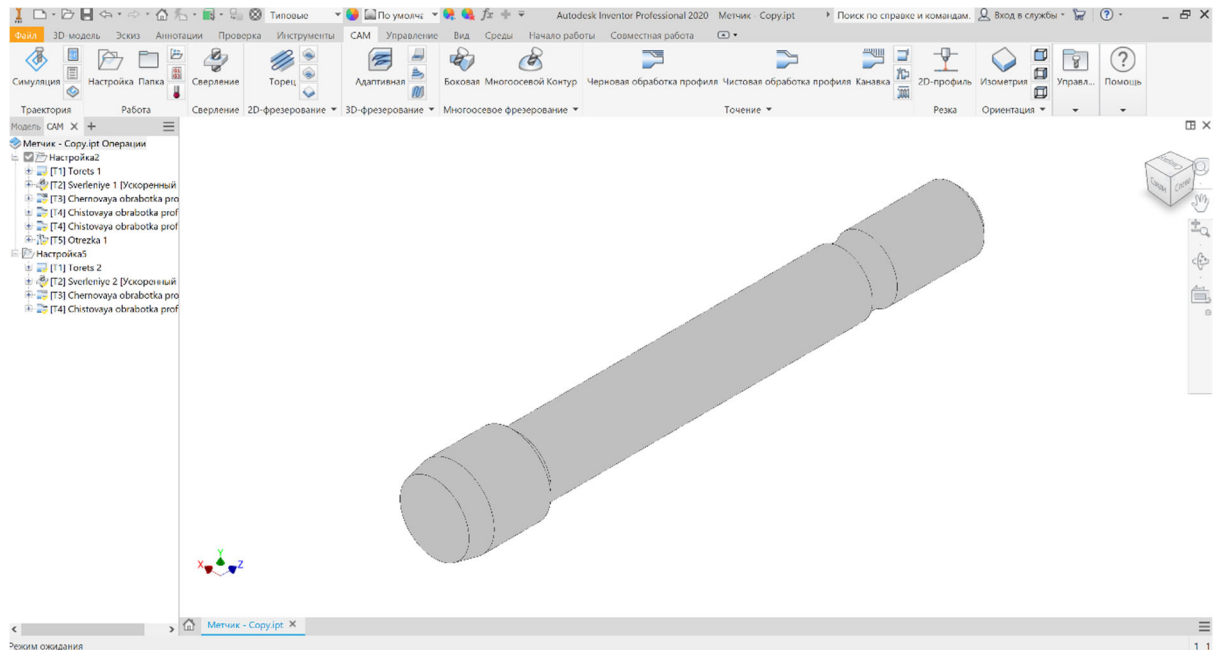 Типовые По умолч Autodesk Inventor Professional 2020 Метчик Copy.ipt Поиск по справке и командам. Вход в службы
Файл 3D-модель Эскиз Аннотации Проверка Инструменты CAM Управление Вид Среды Начало работы Совместная работа
Симуляция Настройка Папка Сверление Торец Адаптивная Боковая Многоосевой Контур Черновая обработка профиля Чистовая обработка профиля Канавка 2D-профиль Изометрия Управл... Помощь
Траектория Работа Сверление 2D-фрезерование 3D-фрезерование Многоосевое фрезерование Точение Резка Ориентация
Модель CAM X +
Метчик - Copy.ipt Операции
Настройка2
[T1] Torets 1
[T2] Sverleniye 1 [Ускоренный
[T3] Chernovaya obrabotka pro
[T4] Chistovaya obrabotka prof
[T4] Chistovaya obrabotka prof
[T5] Otrezka 1
Настройка5
[T1] Torets 2
[T2] Sverleniye 2 [Ускоренный
[T3] Chernovaya obrabotka pro
[T4] Chistovaya obrabotka prof
Y
X Z
Метчик - Copy.ipt X
Режим ожидания 1 1